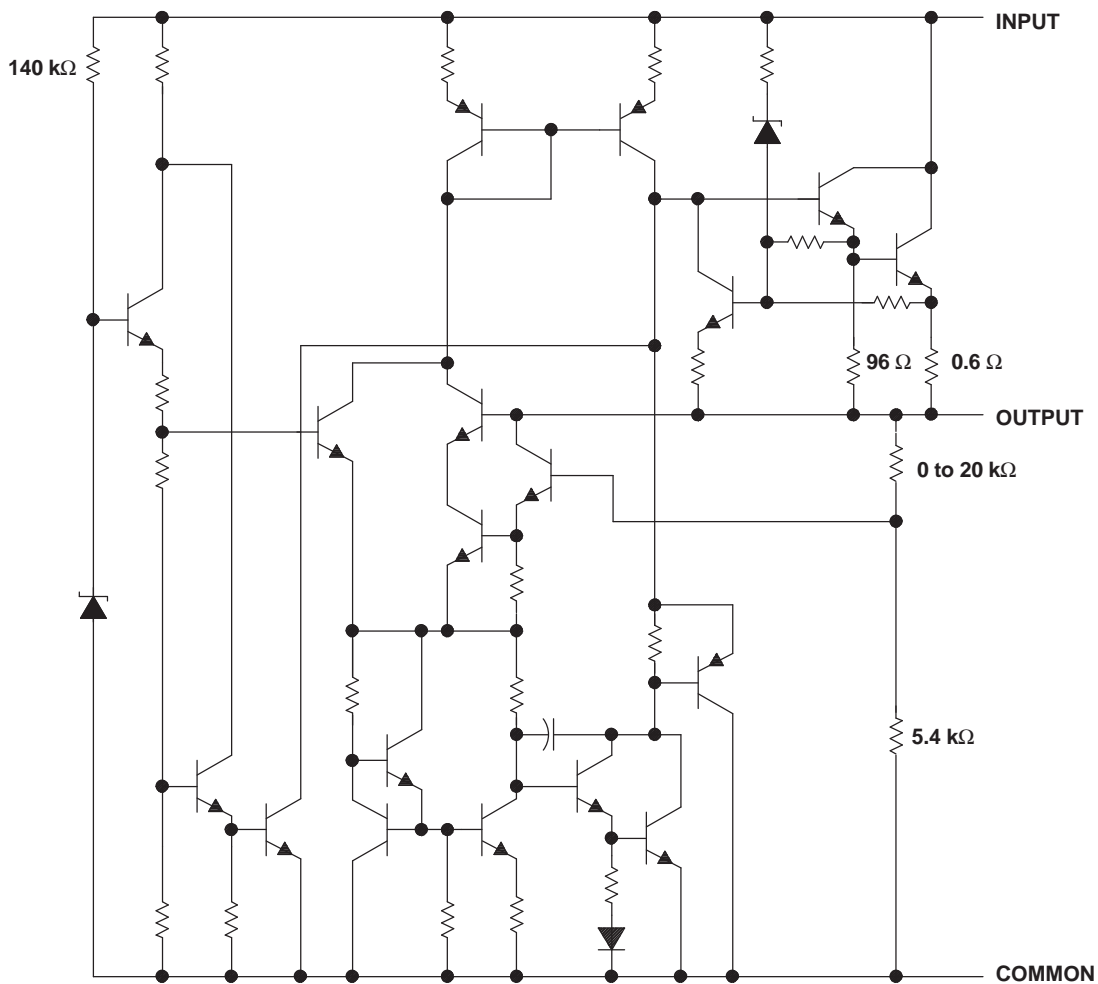 INPUT
140 kΩ
96 Ω
0.6 Ω
OUTPUT
0 to 20 kΩ
5.4 kΩ
COMMON